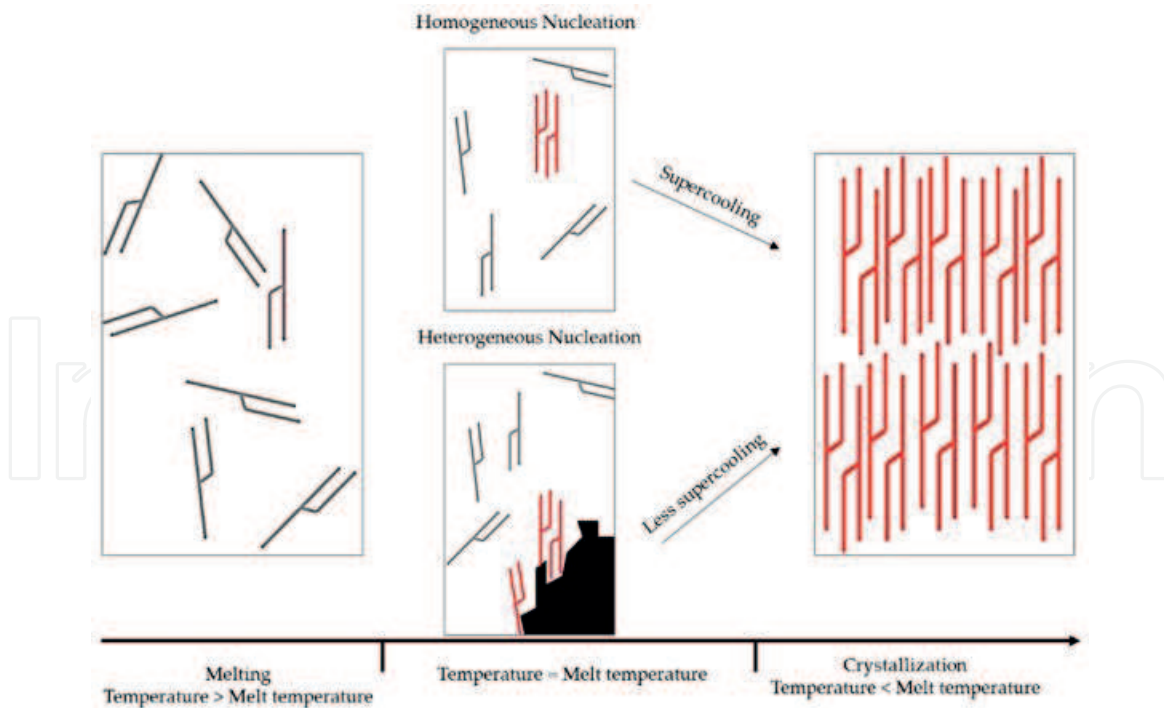 Homogeneous Nucleation
Supercooling
Heterogeneous Nucleation
Less supercooling
Melting
Temperature > Melt temperature
Temperature = Melt temperature
Crystallization
Temperature < Melt temperature